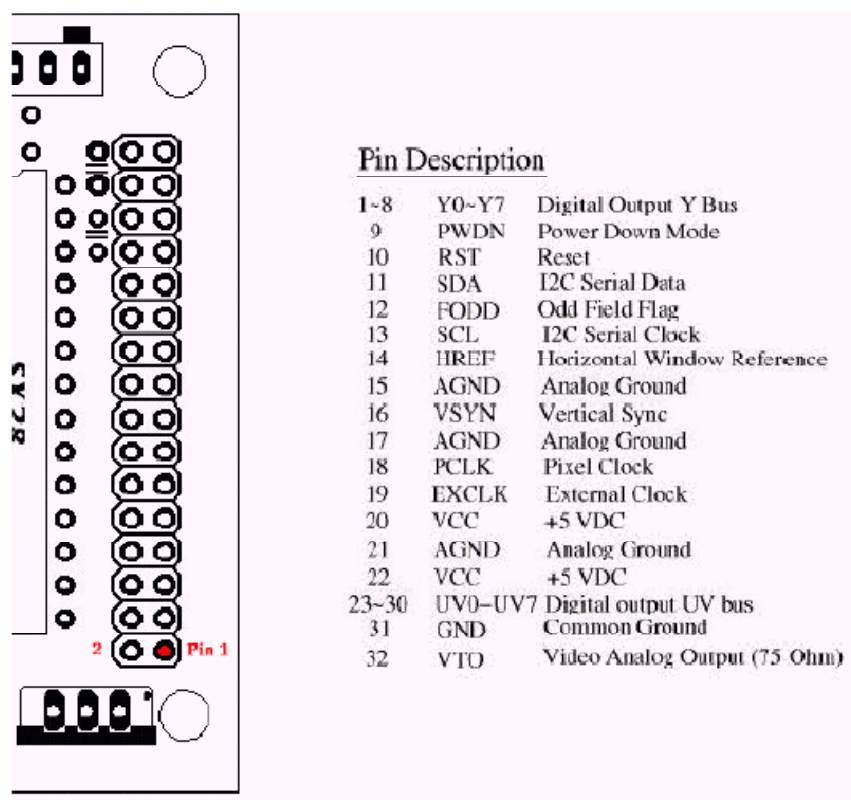 Pin Description
1~8 Y0~Y7 Digital Output Y Bus
9 PWDN Power Down Mode
10 RST Reset
11 SDA I2C Serial Data
12 FODD Odd Field Flag
13 SCL I2C Serial Clock
14 HREF Horizontal Window Reference
15 AGND Analog Ground
16 VSYN Vertical Sync
17 AGND Analog Ground
18 PCLK Pixel Clock
19 EXCLK External Clock
20 VCC +5 VDC
21 AGND Analog Ground
22 VCC +5 VDC
23~30 UV0~UV7 Digital output UV bus
31 GND Common Ground
32 VTO Video Analog Output (75 Ohm)
SX28
2 Pin 1